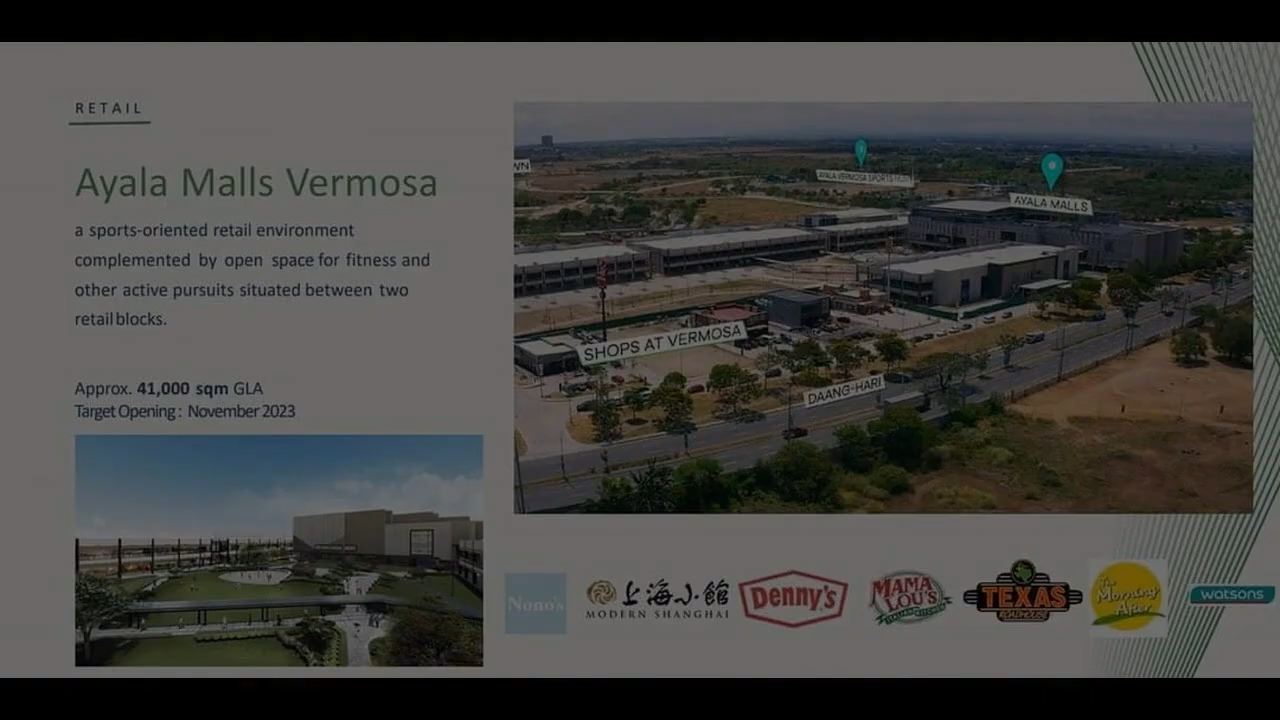 RETAIL
Ayala Malls Vermosa
a sports-oriented retail environment
complemented by open space for fitness and
other active pursuits situated between two
retail blocks.
Approx. 41,000 sqm GLA
Target Opening : November 2023
WN
AYALA VERMOSA SPORTS HUB
AYALA MALLS
SHOPS AT VERMOSA
DAANG-HARI
Nono's
上海小館
MODERN SHANGHAI
Denny's
MAMA
LOU'S
TEXAS
The
Morning
After
watsons